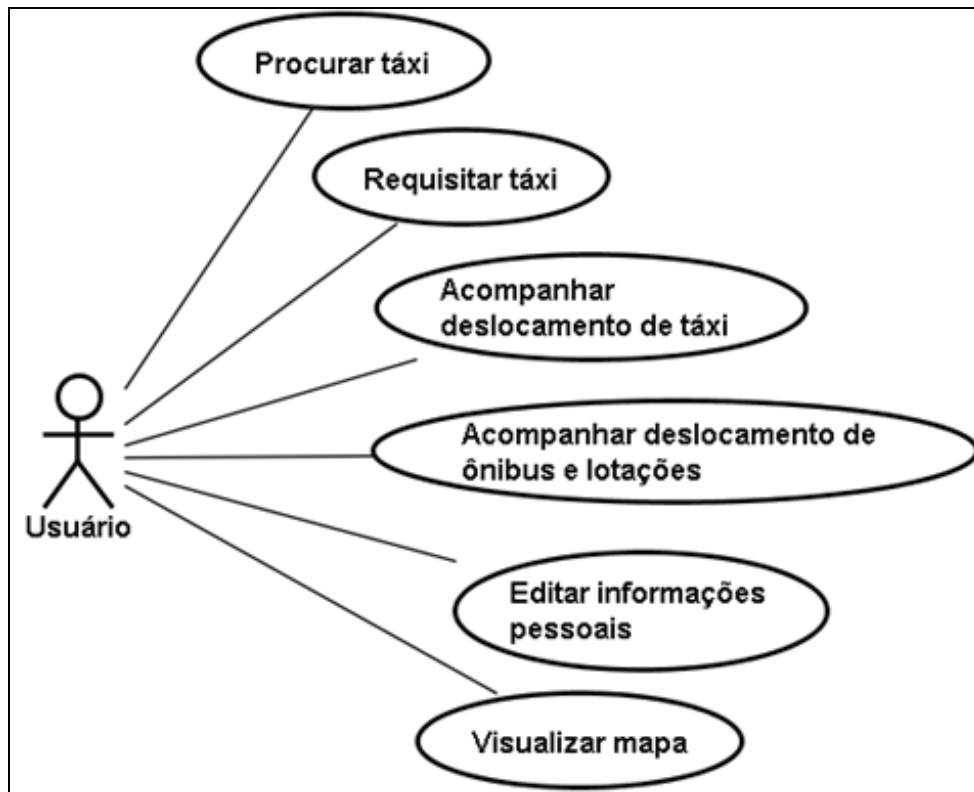 Procurar táxi
Requisitar táxi
Acompanhar
deslocamento de táxi
Acompanhar deslocamento de
ônibus e lotações
Usuário
Editar informações
pessoais
Visualizar mapa